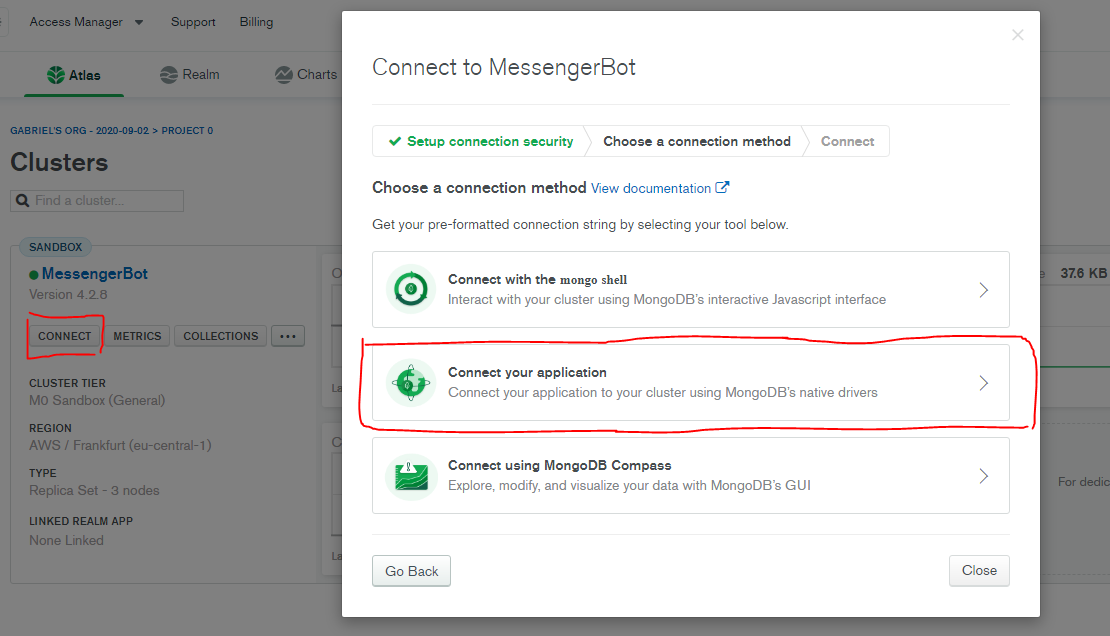 Access Manager
Support
Billing
Atlas
Realm
Charts
GABRIEL'S ORG - 2020-09-02 > PROJECT 0
Clusters
Find a cluster...
SANDBOX
MessengerBot
Version 4.2.8
CONNECT
METRICS
COLLECTIONS
...
CLUSTER TIER
M0 Sandbox (General)
REGION
AWS / Frankfurt (eu-central-1)
TYPE
Replica Set - 3 nodes
LINKED REALM APP
None Linked
Connect to MessengerBot
Setup connection security
Choose a connection method
Connect
Choose a connection method View documentation
Get your pre-formatted connection string by selecting your tool below.
Connect with the mongo shell
Interact with your cluster using MongoDB's interactive Javascript interface
Connect your application
Connect your application to your cluster using MongoDB's native drivers
Connect using MongoDB Compass
Explore, modify, and visualize your data with MongoDB's GUI
Go Back
Close
37.6 KB
For dedic